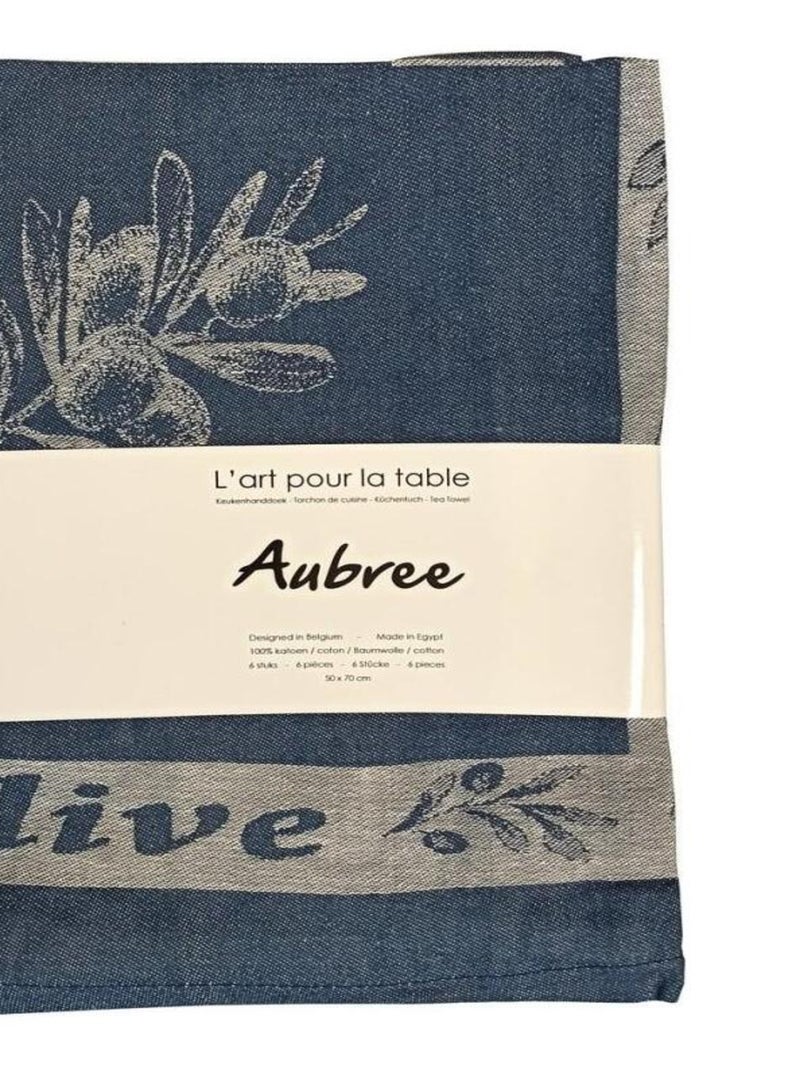 L'art pour la table
Keukenhanddoek - Torchon de cuisine - Küchentuch - Tea Towel
Aubree
Designed in Belgium - Made in Egypt
100% katoen / coton / Baumwolle / cotton
6 stuks - 6 pièces - 6 Stücke - 6 pieces
50 x 70 cm
live